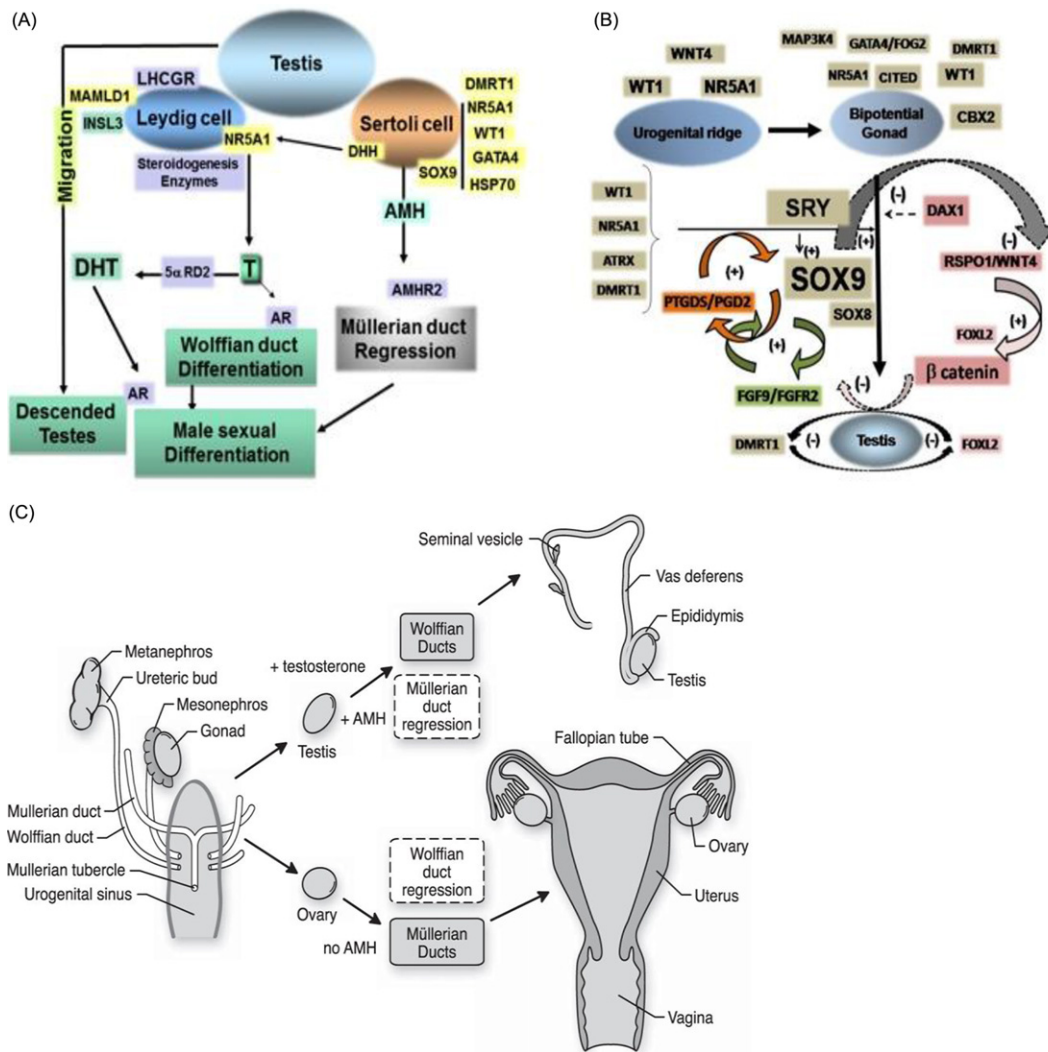 (A)
Testis
LHCGR
MAMLD1
Leydig cell
INSL3
NR5A1
Steroidogenesis
Enzymes
Migration
DHH
Sertoli cell
SOX9
DMRT1
NR5A1
WT1
GATA4
HSP70
AMH
DHT
5α RD2
T
AR
AMHR2
Wolffian duct
Differentiation
Müllerian duct
Regression
AR
Descended
Testes
Male sexual
Differentiation
(B)
WNT4
WT1
NR5A1
Urogenital ridge
MAP3K4
GATA4/FOG2
DMRT1
NR5A1
CITED
WT1
Bipotential
Gonad
CBX2
WT1
NR5A1
ATRX
DMRT1
SRY
(+)
(+)
(-)
DAX1
(-)
RSPO1/WNT4
SOX9
SOX8
(+)
PTGDS/PGD2
(+)
FGF9/FGFR2
FOXL2
(+)
β catenin
(-)
DMRT1
(-)
Testis
(-)
FOXL2
(C)
Metanephros
Ureteric bud
Mesonephros
Gonad
Mullerian duct
Wolffian duct
Mullerian tubercle
Urogenital sinus
+ testosterone
+ AMH
Testis
Wolffian
Ducts
Müllerian
duct
regression
Seminal vesicle
Vas deferens
Epididymis
Testis
Ovary
no AMH
Wolffian
duct
regression
Müllerian
Ducts
Fallopian tube
Ovary
Uterus
Vagina